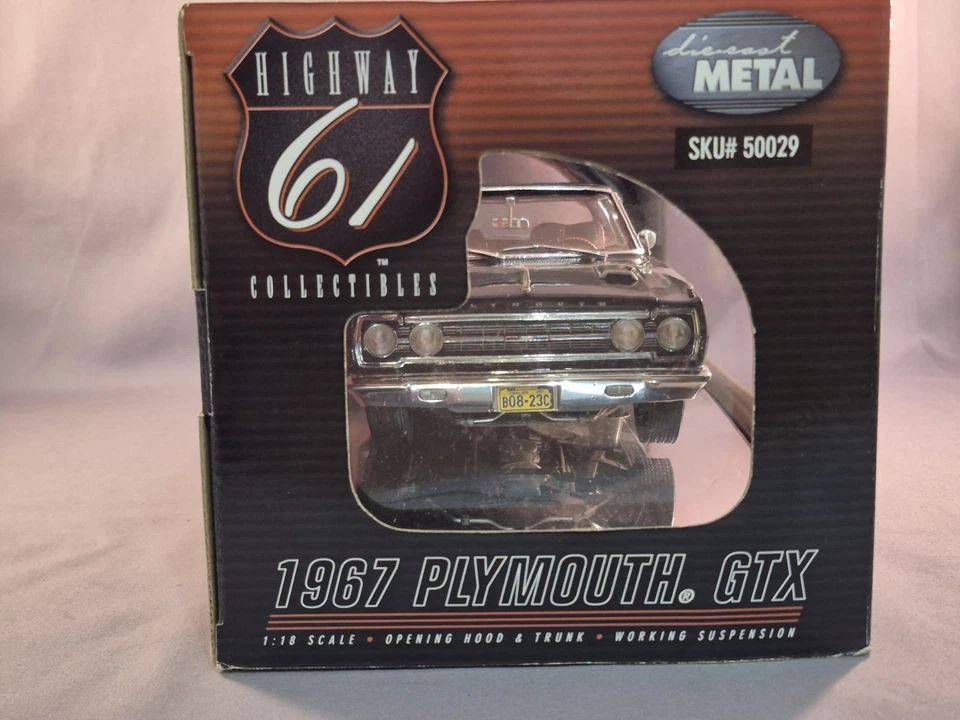 HIGHWAY
61
™
COLLECTIBLES
die-cast
METAL
SKU# 50029
PLYMOUTH
B08-23C
1967 PLYMOUTH® GTX
1:18 SCALE • OPENING HOOD & TRUNK • WORKING SUSPENSION